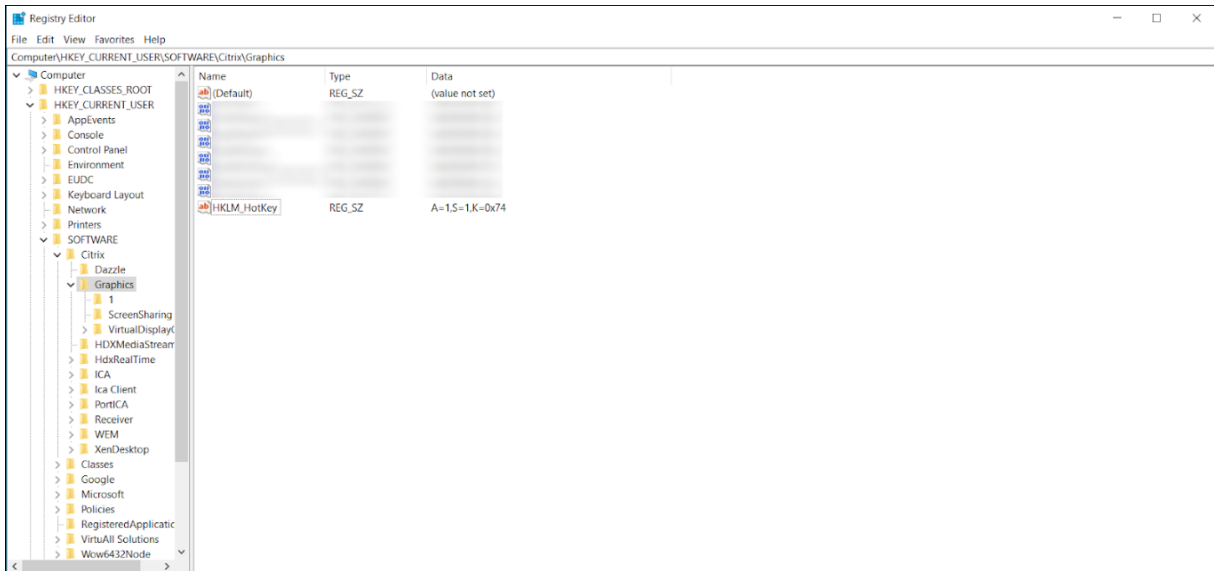 Registry Editor
File Edit View Favorites Help
Computer\HKEY_CURRENT_USER\SOFTWARE\Citrix\Graphics
Computer
HKEY_CLASSES_ROOT
HKEY_CURRENT_USER
AppEvents
Console
Control Panel
Environment
EUDC
Keyboard Layout
Network
Printers
SOFTWARE
Citrix
Dazzle
Graphics
1
ScreenSharing
VirtualDisplay
HDXMediaStream
HdxRealTime
ICA
Ica Client
PortICA
Receiver
WEM
XenDesktop
Classes
Google
Microsoft
Policies
RegisteredApplicatic
VirtuAll Solutions
Wow6432Node
Name Type Data
(Default) REG_SZ (value not set)
HKLM_HotKey REG_SZ A=1,S=1,K=0x74